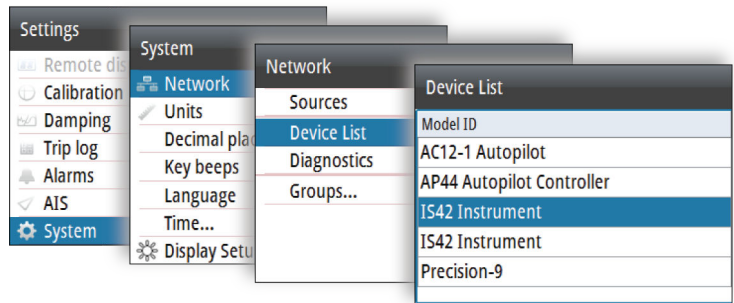 Settings
Remote dis
Calibration
Damping
Trip log
Alarms
AIS
System
System
Network
Units
Decimal plac
Key beeps
Language
Time...
Display Setu
Network
Sources
Device List
Diagnostics
Groups...
Device List
Model ID
AC12-1 Autopilot
AP44 Autopilot Controller
IS42 Instrument
IS42 Instrument
Precision-9